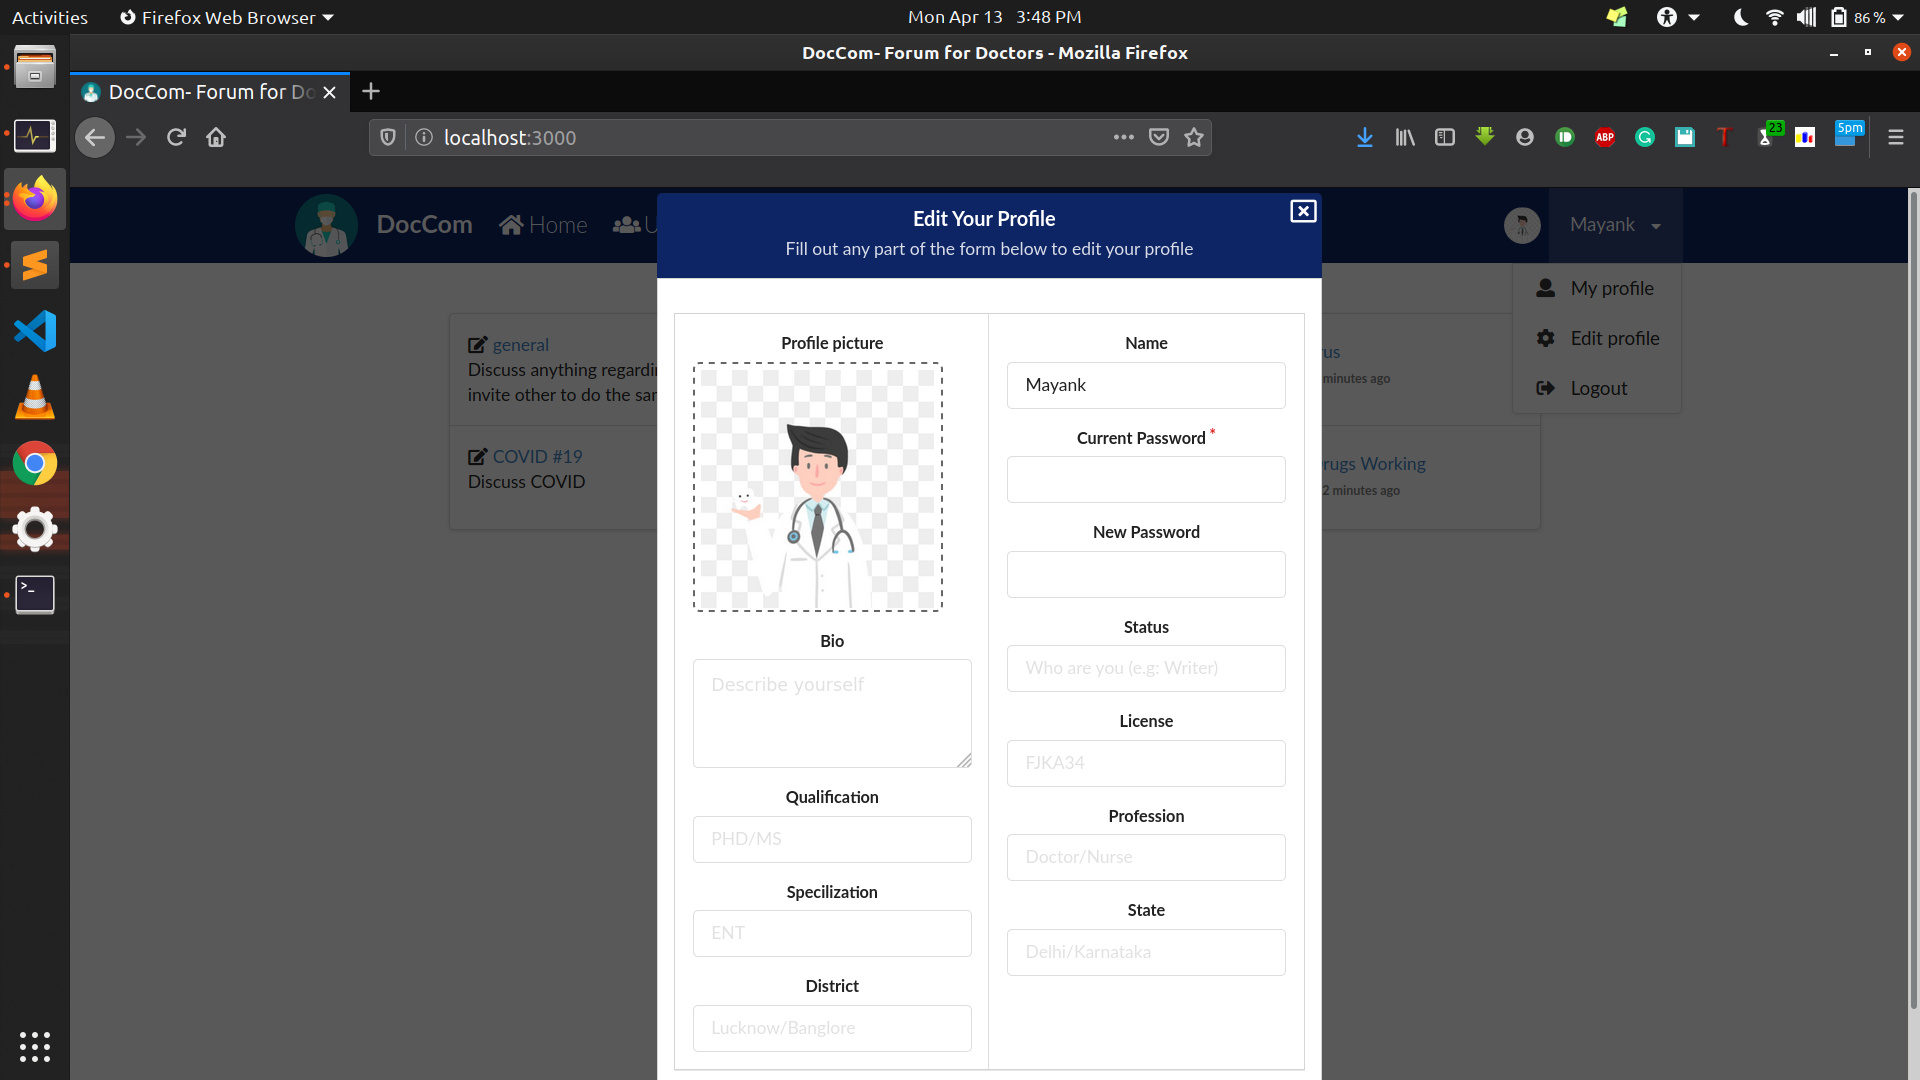 Activities
Firefox Web Browser
Mon Apr 13 3:48 PM
86 %
DocCom- Forum for Doctors - Mozilla Firefox
DocCom- Forum for Do
localhost:3000
ABP
23
5pm
DocCom
Home
U
Mayank
My profile
Edit profile
Logout
general
Discuss anything regardin
invite other to do the sam
COVID #19
Discuss COVID
rus
minutes ago
rugs Working
2 minutes ago
Edit Your Profile
Fill out any part of the form below to edit your profile
Profile picture
Bio
Describe yourself
Qualification
PHD/MS
Specilization
ENT
District
Lucknow/Banglore
Name
Mayank
Current Password *
New Password
Status
Who are you (e.g: Writer)
License
FJKA34
Profession
Doctor/Nurse
State
Delhi/Karnataka